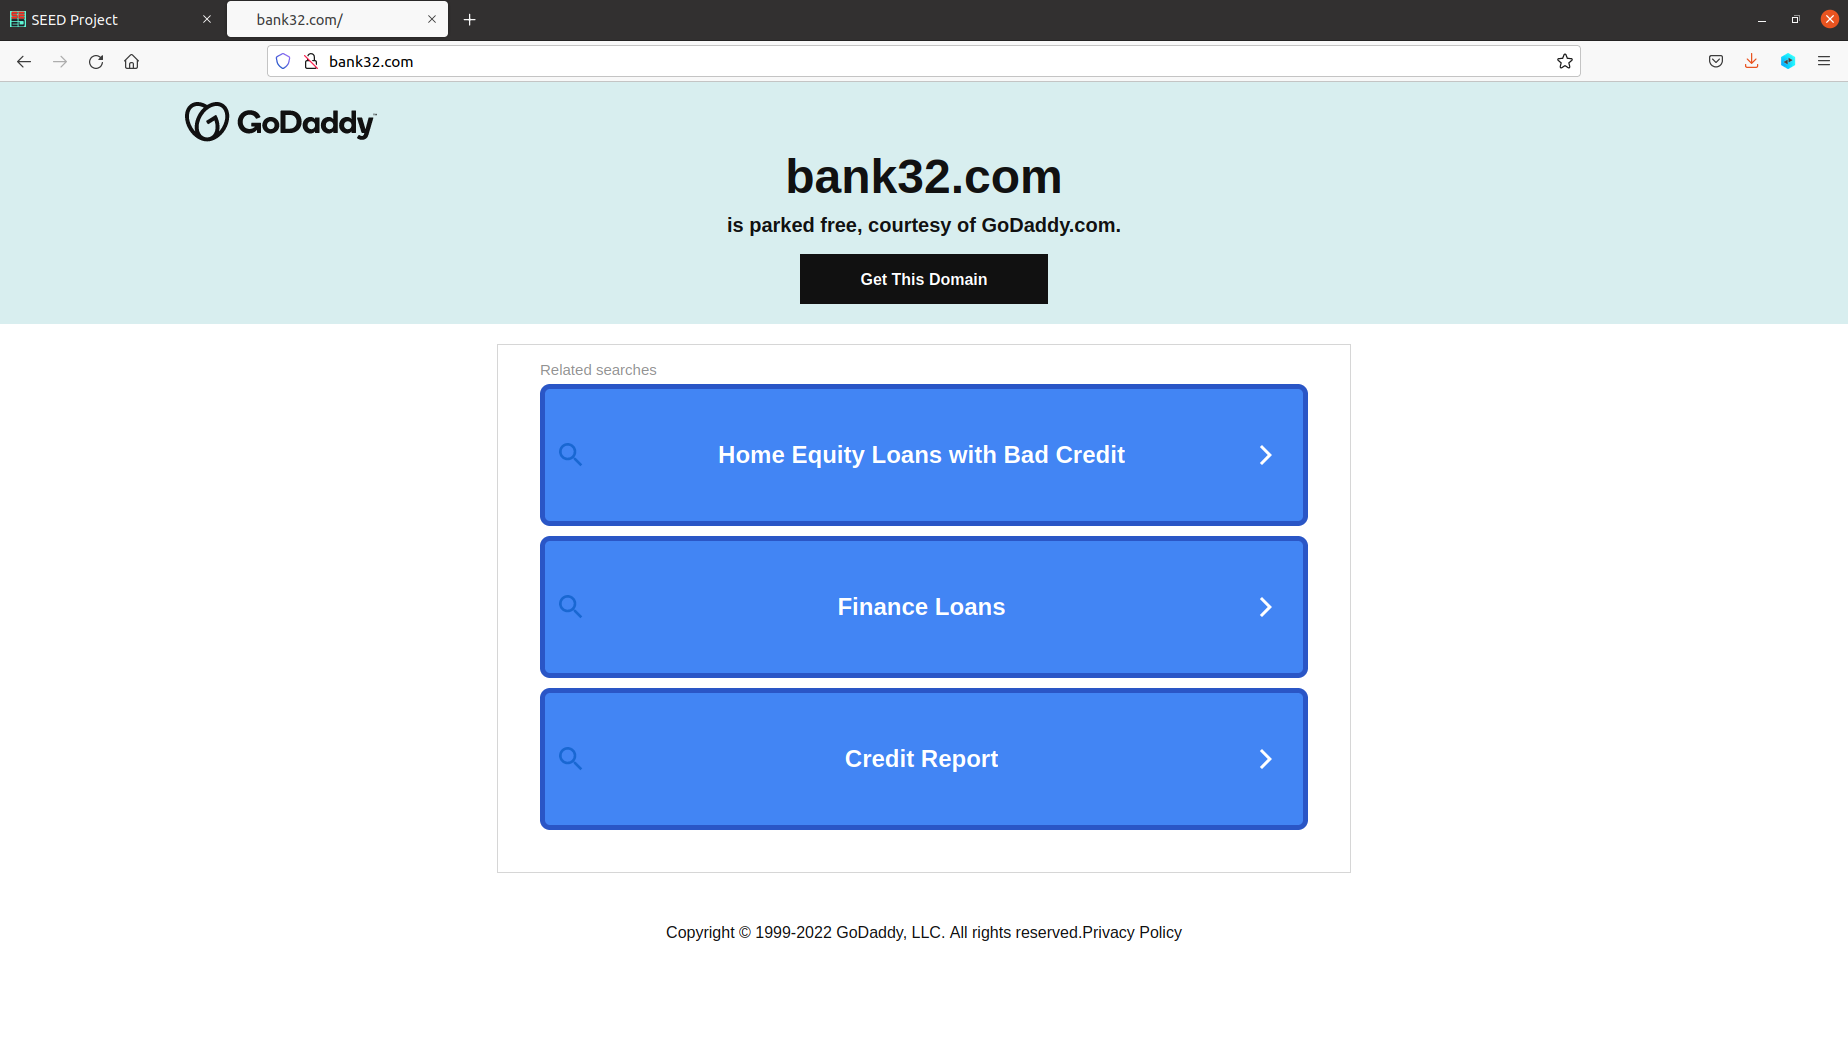 SEED Project
bank32.com/
bank32.com
GoDaddy™
bank32.com
is parked free, courtesy of GoDaddy.com.
Get This Domain
Related searches
Home Equity Loans with Bad Credit
Finance Loans
Credit Report
Copyright © 1999-2022 GoDaddy, LLC. All rights reserved.Privacy Policy